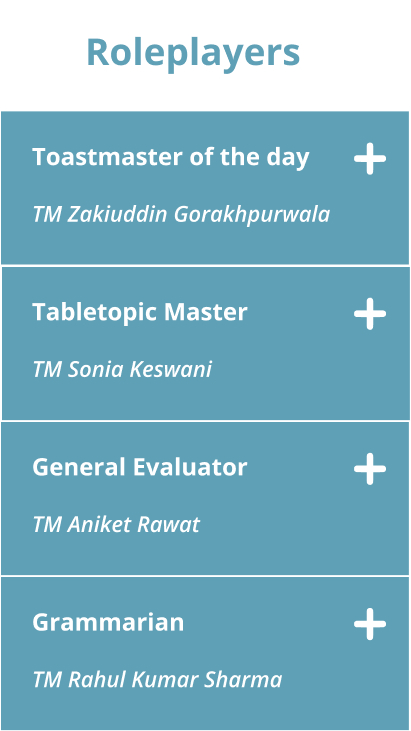 Roleplayers
Toastmaster of the day
TM Zakiuddin Gorakhpurwala
Tabletopic Master
TM Sonia Keswani
General Evaluator
TM Aniket Rawat
Grammarian
TM Rahul Kumar Sharma